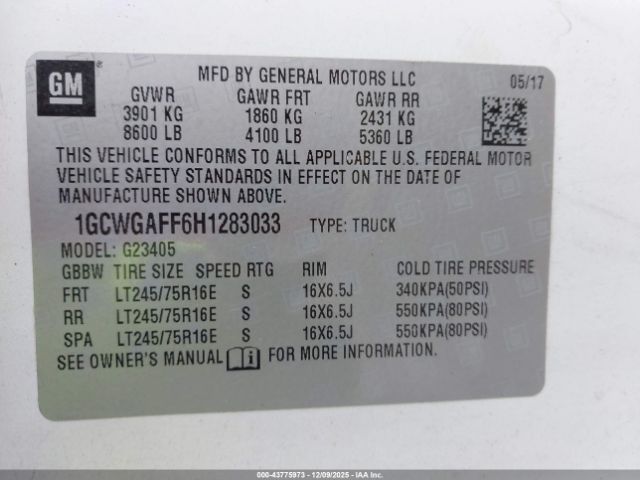 GM
MFD BY GENERAL MOTORS LLC 05/17
GVWR GAWR FRT GAWR RR
3901 KG 1860 KG 2431 KG
8600 LB 4100 LB 5360 LB
THIS VEHICLE CONFORMS TO ALL APPLICABLE U.S. FEDERAL MOTOR
VEHICLE SAFETY STANDARDS IN EFFECT ON THE DATE OF
MANUFACTURE SHOWN ABOVE.
1GCWGAFF6H1283033 TYPE: TRUCK
MODEL: G23405
GBBW TIRE SIZE SPEED RTG RIM COLD TIRE PRESSURE
FRT LT245/75R16E S 16X6.5J 340KPA(50PSI)
RR LT245/75R16E S 16X6.5J 550KPA(80PSI)
SPA LT245/75R16E S 16X6.5J 550KPA(80PSI)
SEE OWNER'S MANUAL i FOR MORE INFORMATION.
© - 43775973 - 12/09/2025 - IAA Holdings, LLC